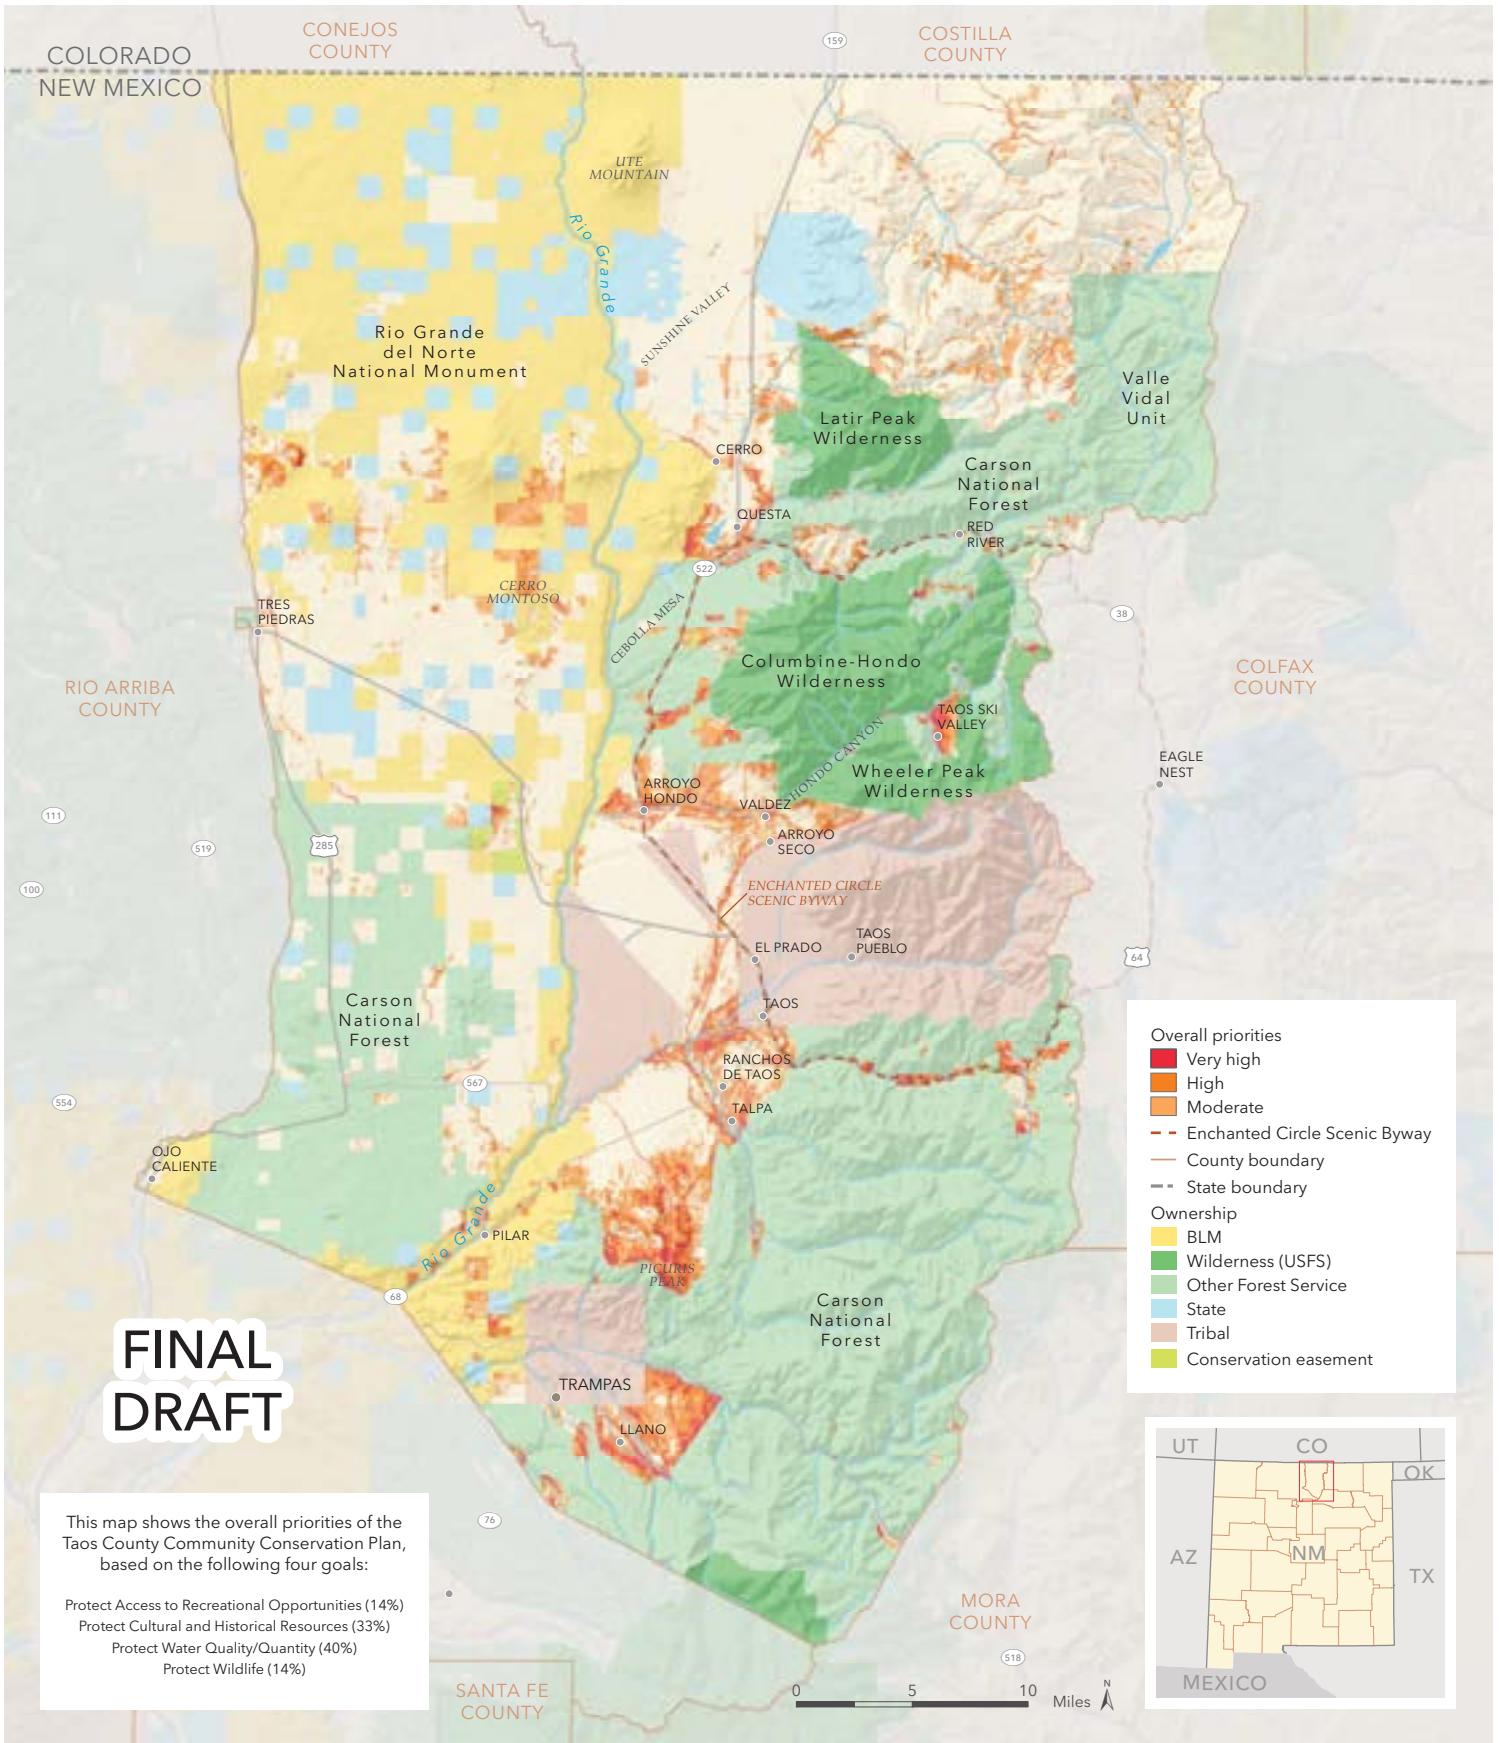 CONEJOS
COUNTY
159
COSTILLA
COUNTY
COLORADO
NEW MEXICO
UTE
MOUNTAIN
Rio Grande
SUNSHINE VALLEY
Rio Grande
del Norte
National Monument
Valle
Vidal
Unit
Latir Peak
Wilderness
CERRO
Carson
National
Forest
QUESTA
RED
RIVER
522
CERRO
MONTOSO
CEBOLLA MESA
TRES
PIEDRAS
38
Columbine-Hondo
Wilderness
RIO ARRIBA
COUNTY
COLFAX
COUNTY
TAOS SKI
VALLEY
HONDO CANYON
EAGLE
NEST
Wheeler Peak
Wilderness
ARROYO
HONDO
VALDEZ
ARROYO
SECO
111
519
285
100
ENCHANTED CIRCLE
SCENIC BYWAY
EL PRADO
TAOS
PUEBLO
64
Carson
National
Forest
TAOS
RANCHOS
DE TAOS
567
554
TALPA
OJO
CALIENTE
Rio Grande
PILAR
PICURIS
PEAK
68
Carson
National
Forest
FINAL
DRAFT
TRAMPAS
LLANO
76
MORA
COUNTY
518
SANTA FE
COUNTY
Overall priorities
Very high
High
Moderate
Enchanted Circle Scenic Byway
County boundary
State boundary
Ownership
BLM
Wilderness (USFS)
Other Forest Service
State
Tribal
Conservation easement
This map shows the overall priorities of the
Taos County Community Conservation Plan,
based on the following four goals:
Protect Access to Recreational Opportunities (14%)
Protect Cultural and Historical Resources (33%)
Protect Water Quality/Quantity (40%)
Protect Wildlife (14%)
0 5 10 Miles
N
UT
CO
OK
AZ
NM
TX
MEXICO